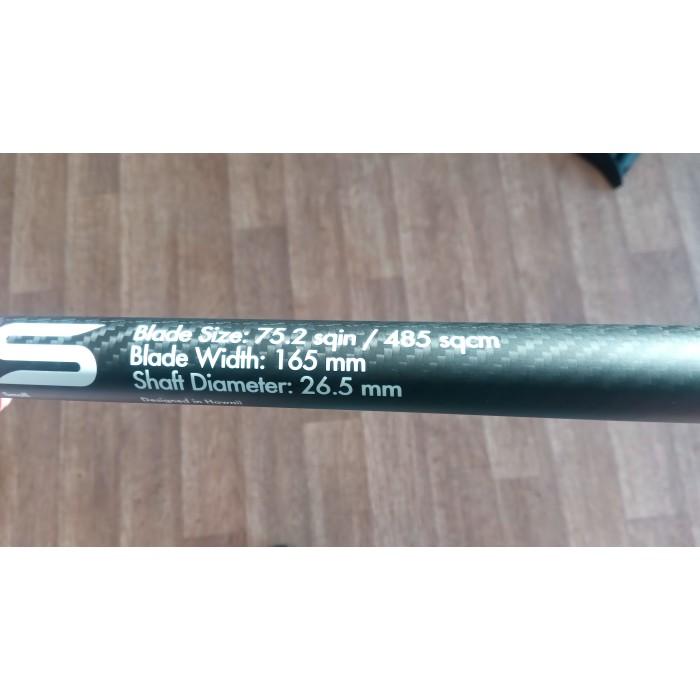 S
Small
Blade Size: 75.2 sqin / 485 sqcm
Blade Width: 165 mm
Shaft Diameter: 26.5 mm
Designed in Hawaii